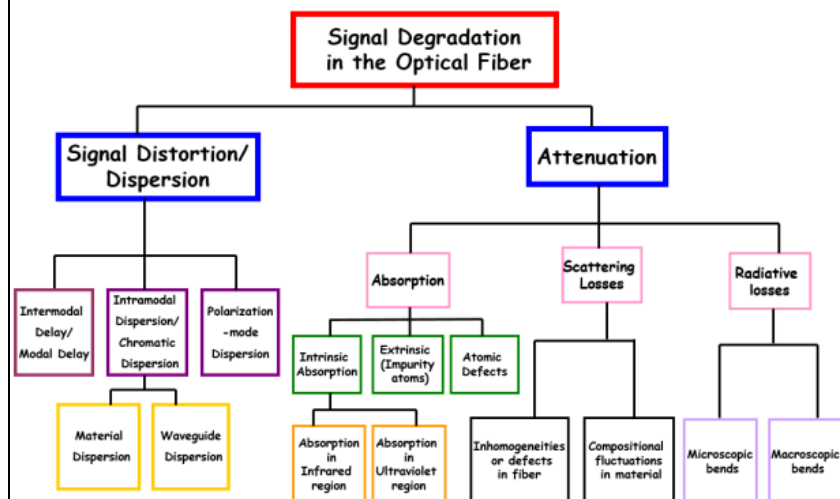 Signal Degradation
in the Optical Fiber
Signal Distortion/
Dispersion
Attenuation
Absorption
Scattering
Losses
Radiative
losses
Intermodal
Delay/
Modal Delay
Intramodal
Dispersion/
Chromatic
Dispersion
Polarization
-mode
Dispersion
Intrinsic
Absorption
Extrinsic
(Impurity
atoms)
Atomic
Defects
Material
Dispersion
Waveguide
Dispersion
Absorption
in
Infrared
region
Absorption
in
Ultraviolet
region
Inhomogeneities
or defects
in fiber
Compositional
fluctuations
in material
Microscopic
bends
Macroscopic
bends